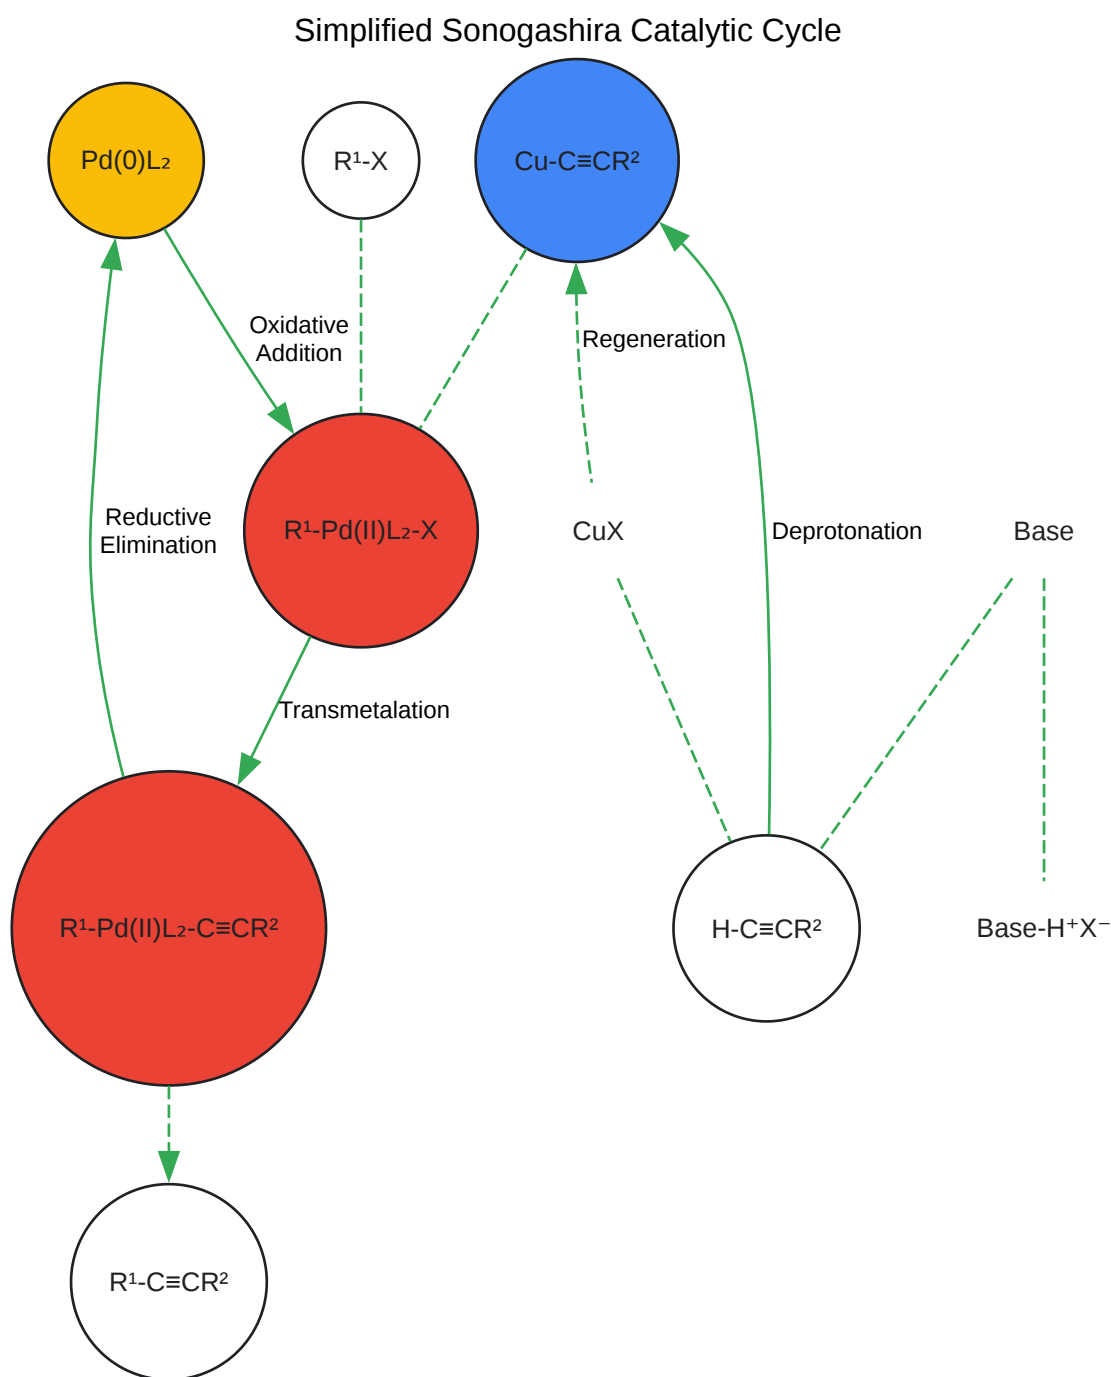 Simplified Sonogashira Catalytic Cycle
Pd(0)L₂
R¹-X
Cu-C≡CR²
Oxidative
Addition
Regeneration
Reductive
Elimination
R¹-Pd(II)L₂-X
CuX
Deprotonation
Base
Transmetalation
R¹-Pd(II)L₂-C≡CR²
H-C≡CR²
Base-H⁺X⁻
R¹-C≡CR²